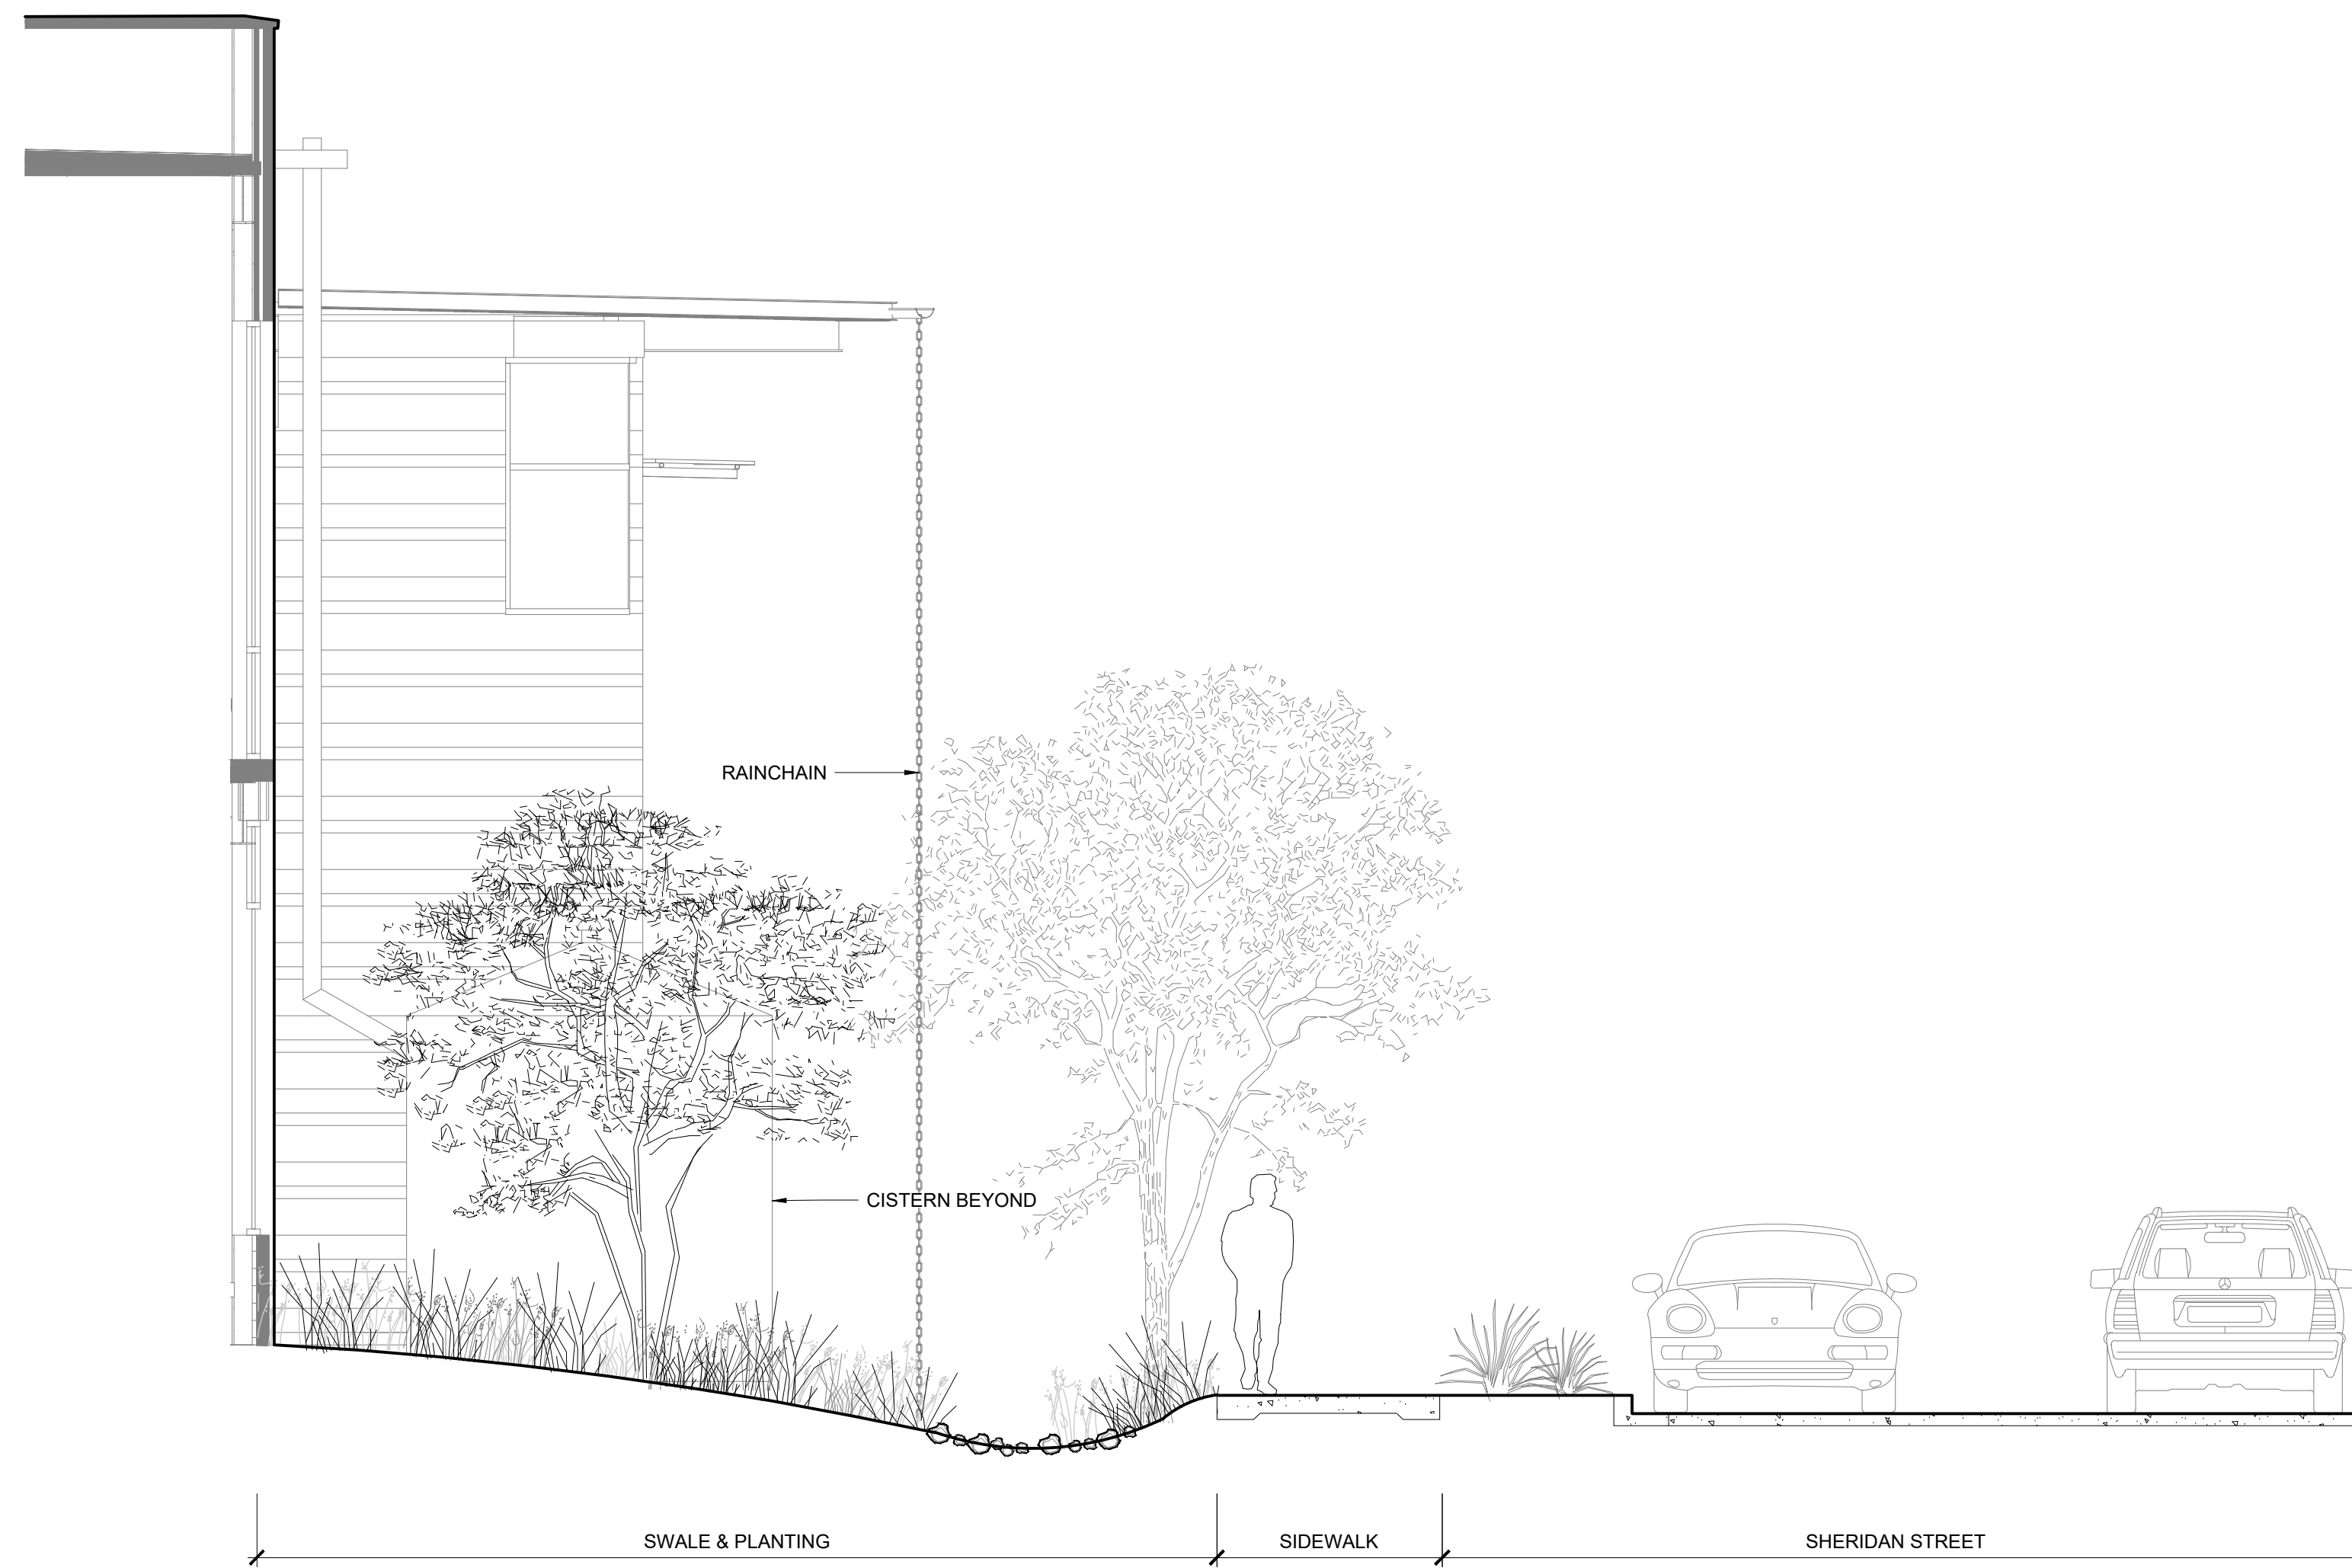 RAINCHAIN
CISTERN BEYOND
SWALE & PLANTING
SIDEWALK
SHERIDAN STREET